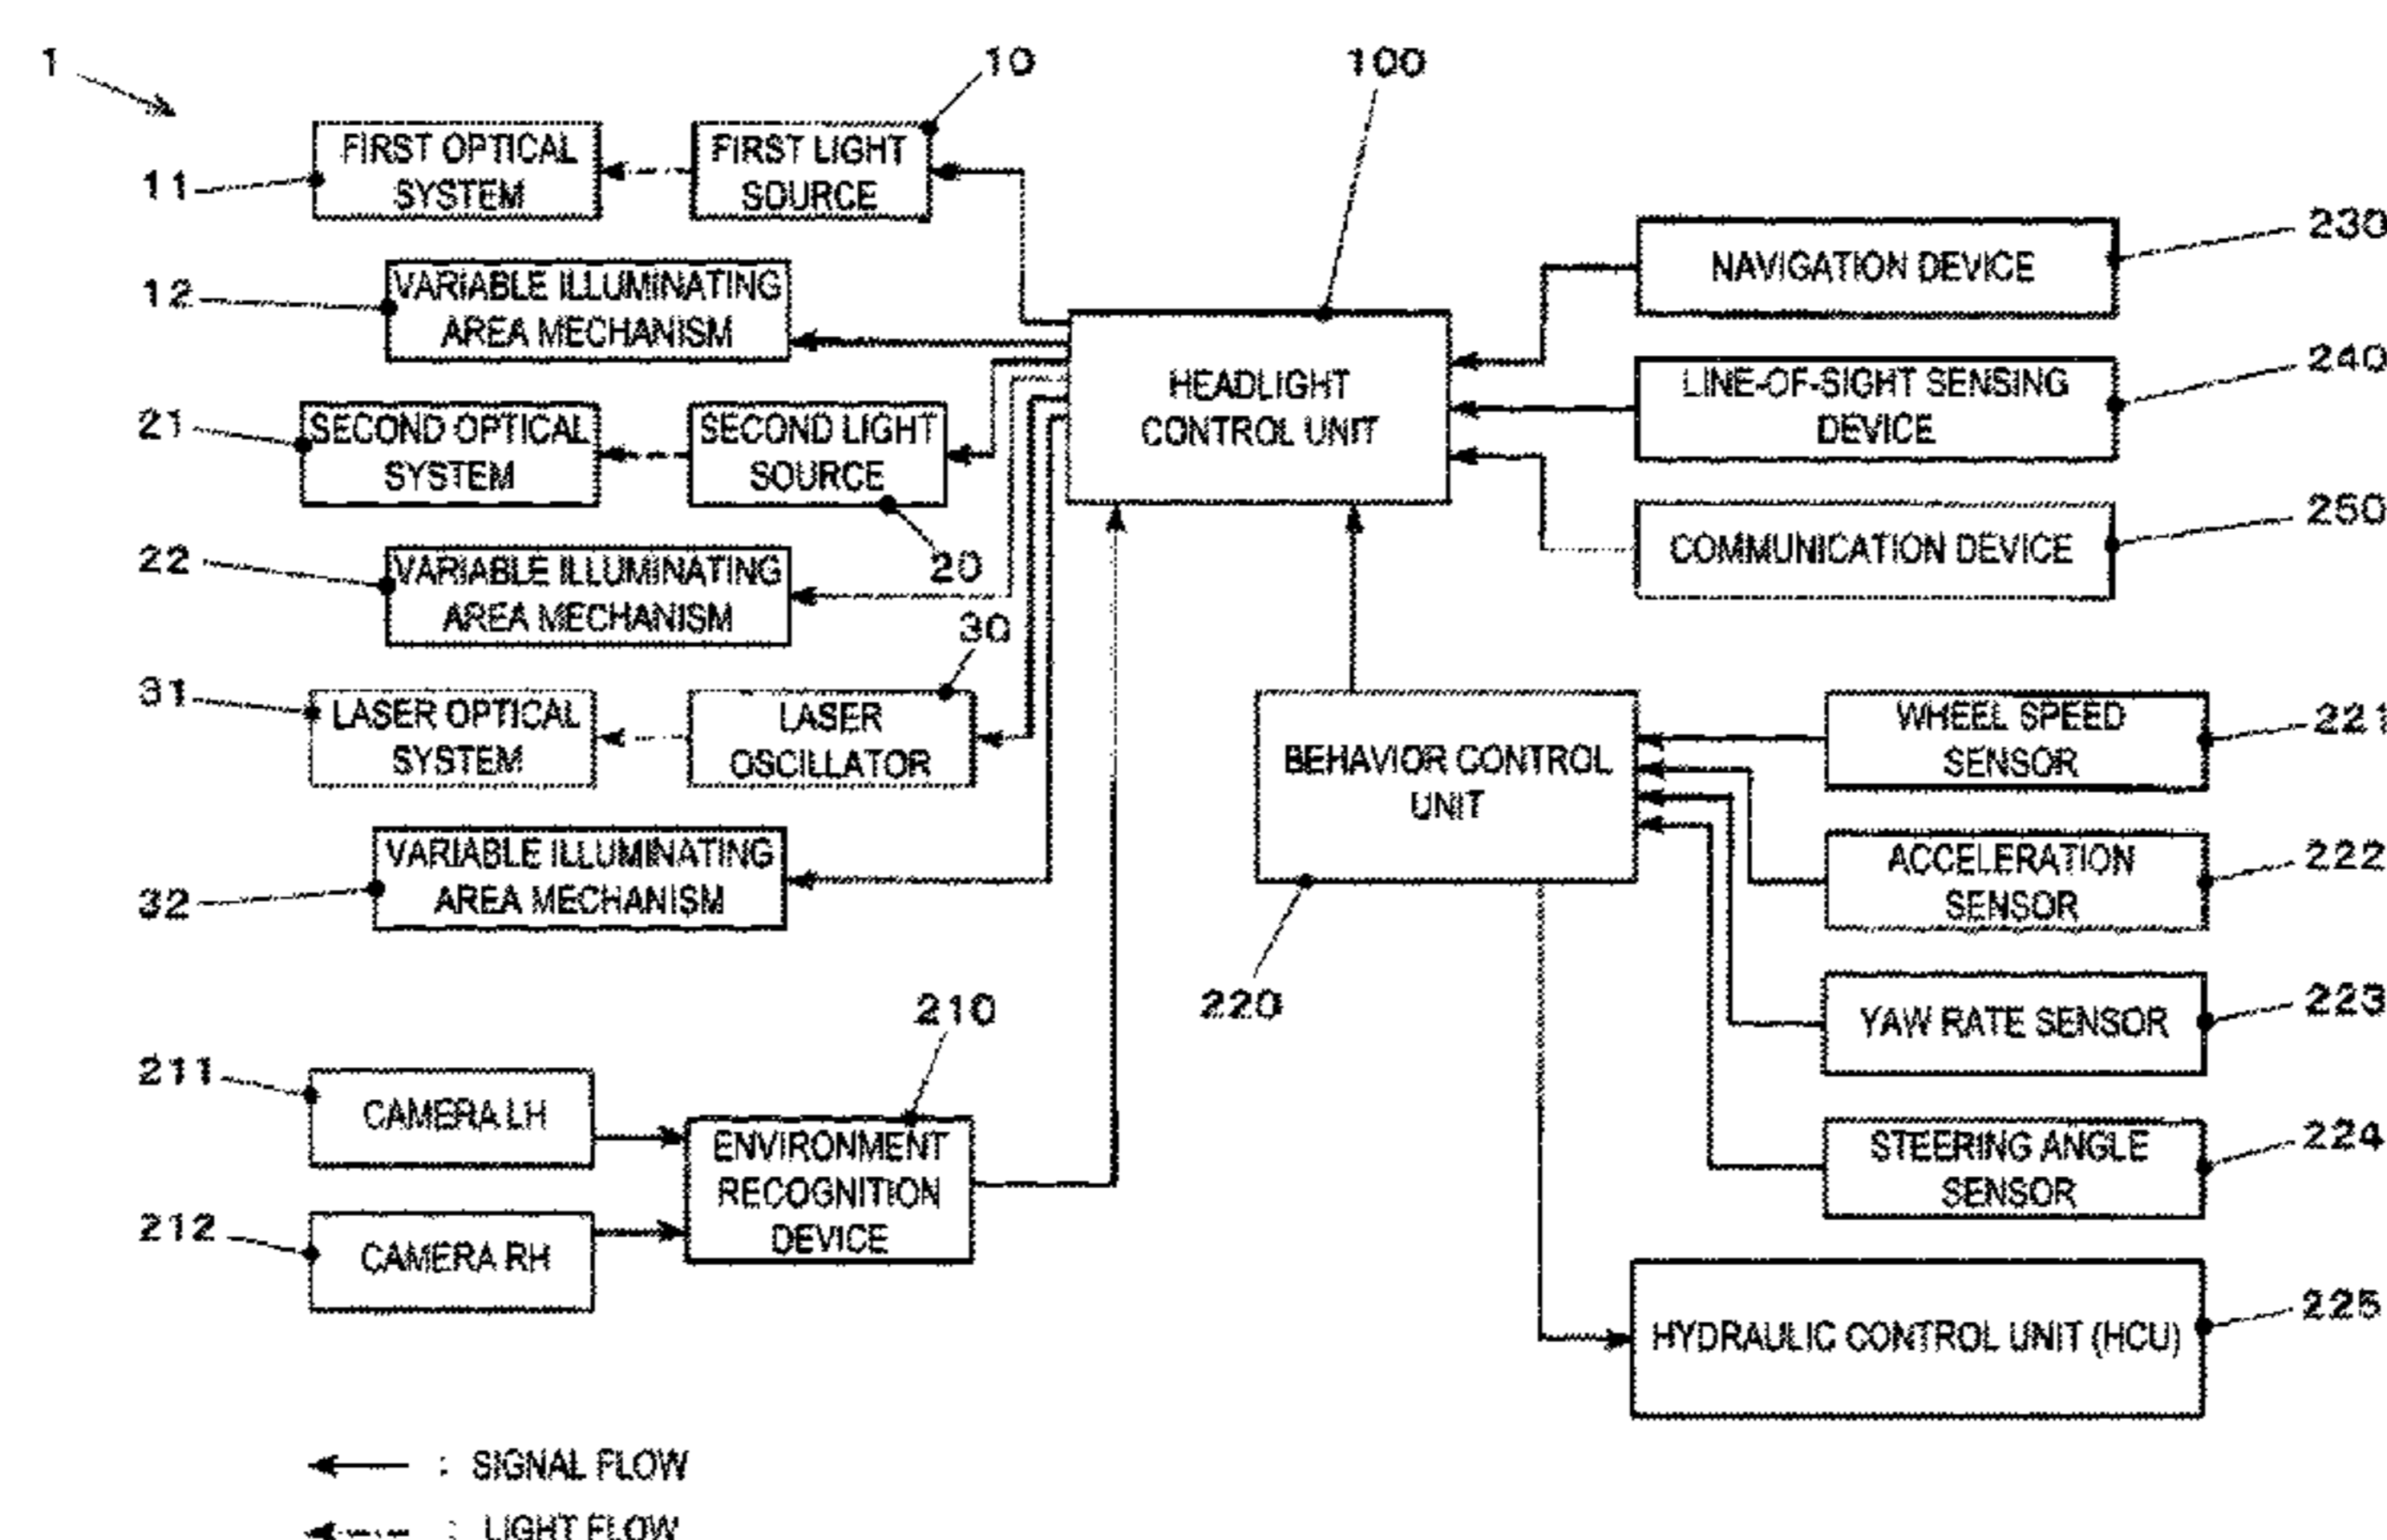 1
10
100
FIRST OPTICAL
SYSTEM
FIRST LIGHT
SOURCE
11
230
NAVIGATION DEVICE
12
VARIABLE ILLUMINATING
AREA MECHANISM
HEADLIGHT
CONTROL UNIT
240
LINE-OF-SIGHT SENSING
DEVICE
21
SECOND OPTICAL
SYSTEM
SECOND LIGHT
SOURCE
20
250
COMMUNICATION DEVICE
22
VARIABLE ILLUMINATING
AREA MECHANISM
30
31
LASER OPTICAL
SYSTEM
LASER
OSCILLATOR
BEHAVIOR CONTROL
UNIT
WHEEL SPEED
SENSOR
221
32
VARIABLE ILLUMINATING
AREA MECHANISM
ACCELERATION
SENSOR
222
210
220
YAW RATE SENSOR
223
211
CAMERA LH
ENVIRONMENT
RECOGNITION
DEVICE
STEERING ANGLE
SENSOR
224
212
CAMERA RH
HYDRAULIC CONTROL UNIT (HCU)
225
: SIGNAL FLOW
: LIGHT FLOW